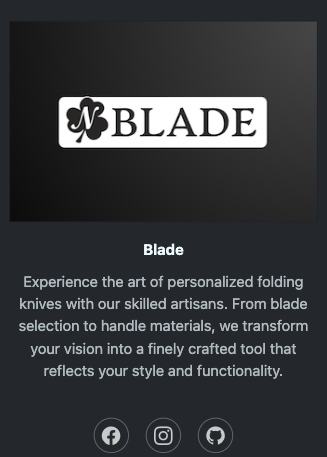 N BLADE
Blade
Experience the art of personalized folding
knives with our skilled artisans. From blade
selection to handle materials, we transform
your vision into a finely crafted tool that
reflects your style and functionality.